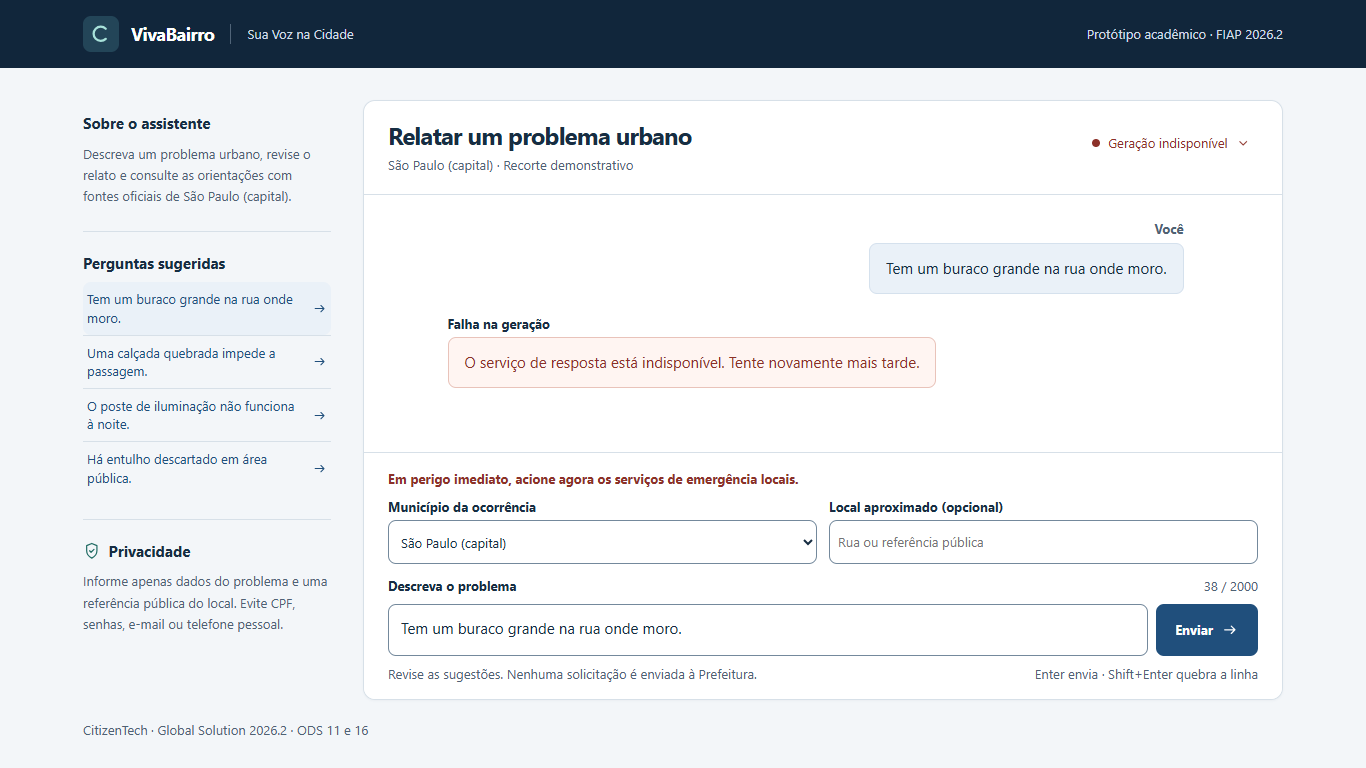 C VivaBairro Sua Voz na Cidade Protótipo acadêmico · FIAP 2026.2
Sobre o assistente
Descreva um problema urbano, revise o
relato e consulte as orientações com
fontes oficiais de São Paulo (capital).
Perguntas sugeridas
Tem um buraco grande na rua onde
moro.
Uma calçada quebrada impede a
passagem.
O poste de iluminação não funciona
à noite.
Há entulho descartado em área
pública.
Privacidade
Informe apenas dados do problema e uma
referência pública do local. Evite CPF,
senhas, e-mail ou telefone pessoal.
Relatar um problema urbano
São Paulo (capital) · Recorte demonstrativo
Geração indisponível
Você
Tem um buraco grande na rua onde moro.
Falha na geração
O serviço de resposta está indisponível. Tente novamente mais tarde.
Em perigo imediato, acione agora os serviços de emergência locais.
Município da ocorrência
São Paulo (capital)
Local aproximado (opcional)
Rua ou referência pública
Descreva o problema 38 / 2000
Tem um buraco grande na rua onde moro.
Enviar →
Revise as sugestões. Nenhuma solicitação é enviada à Prefeitura. Enter envia · Shift+Enter quebra a linha
CitizenTech · Global Solution 2026.2 · ODS 11 e 16